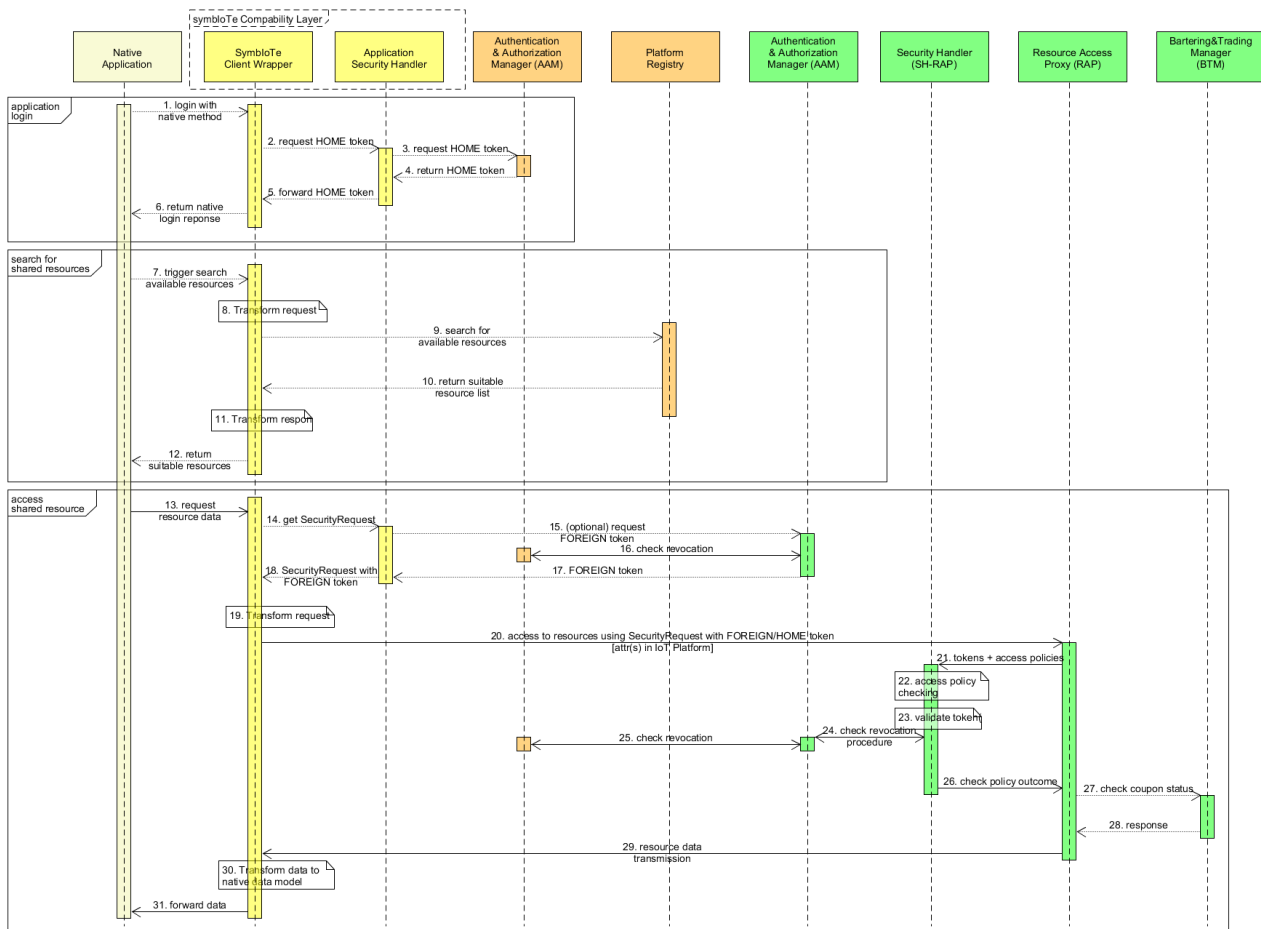 symbIoTe Compability Layer
Native
Application
SymbIoTe
Client Wrapper
Application
Security Handler
Authentication
& Authorization
Manager (AAM)
Platform
Registry
Authentication
& Authorization
Manager (AAM)
Security Handler
(SH-RAP)
Resource Access
Proxy (RAP)
Bartering&Trading
Manager
(BTM)
application
login
1. login with
native method
2. request HOME token
3. request HOME token
4. return HOME token
5. forward HOME token
6. return native
login reponse
search for
shared resources
7. trigger search
available resources
8. Transform request
9. search for
available resources
10. return suitable
resource list
11. Transform respon
12. return
suitable resources
access
shared resource
13. request
resource data
14. get SecurityRequest
15. (optional) request
FOREIGN token
16. check revocation
17. FOREIGN token
18. SecurityRequest with
FOREIGN token
19. Transform request
20. access to resources using SecurityRequest with FOREIGN/HOME token
[attr(s) in IoT Platform]
21. tokens + access policies
22. access policy
checking
23. validate token
24. check revocation
procedure
25. check revocation
26. check policy outcome
27. check coupon status
28. response
29. resource data
transmission
30. Transform data to
native data model
31. forward data